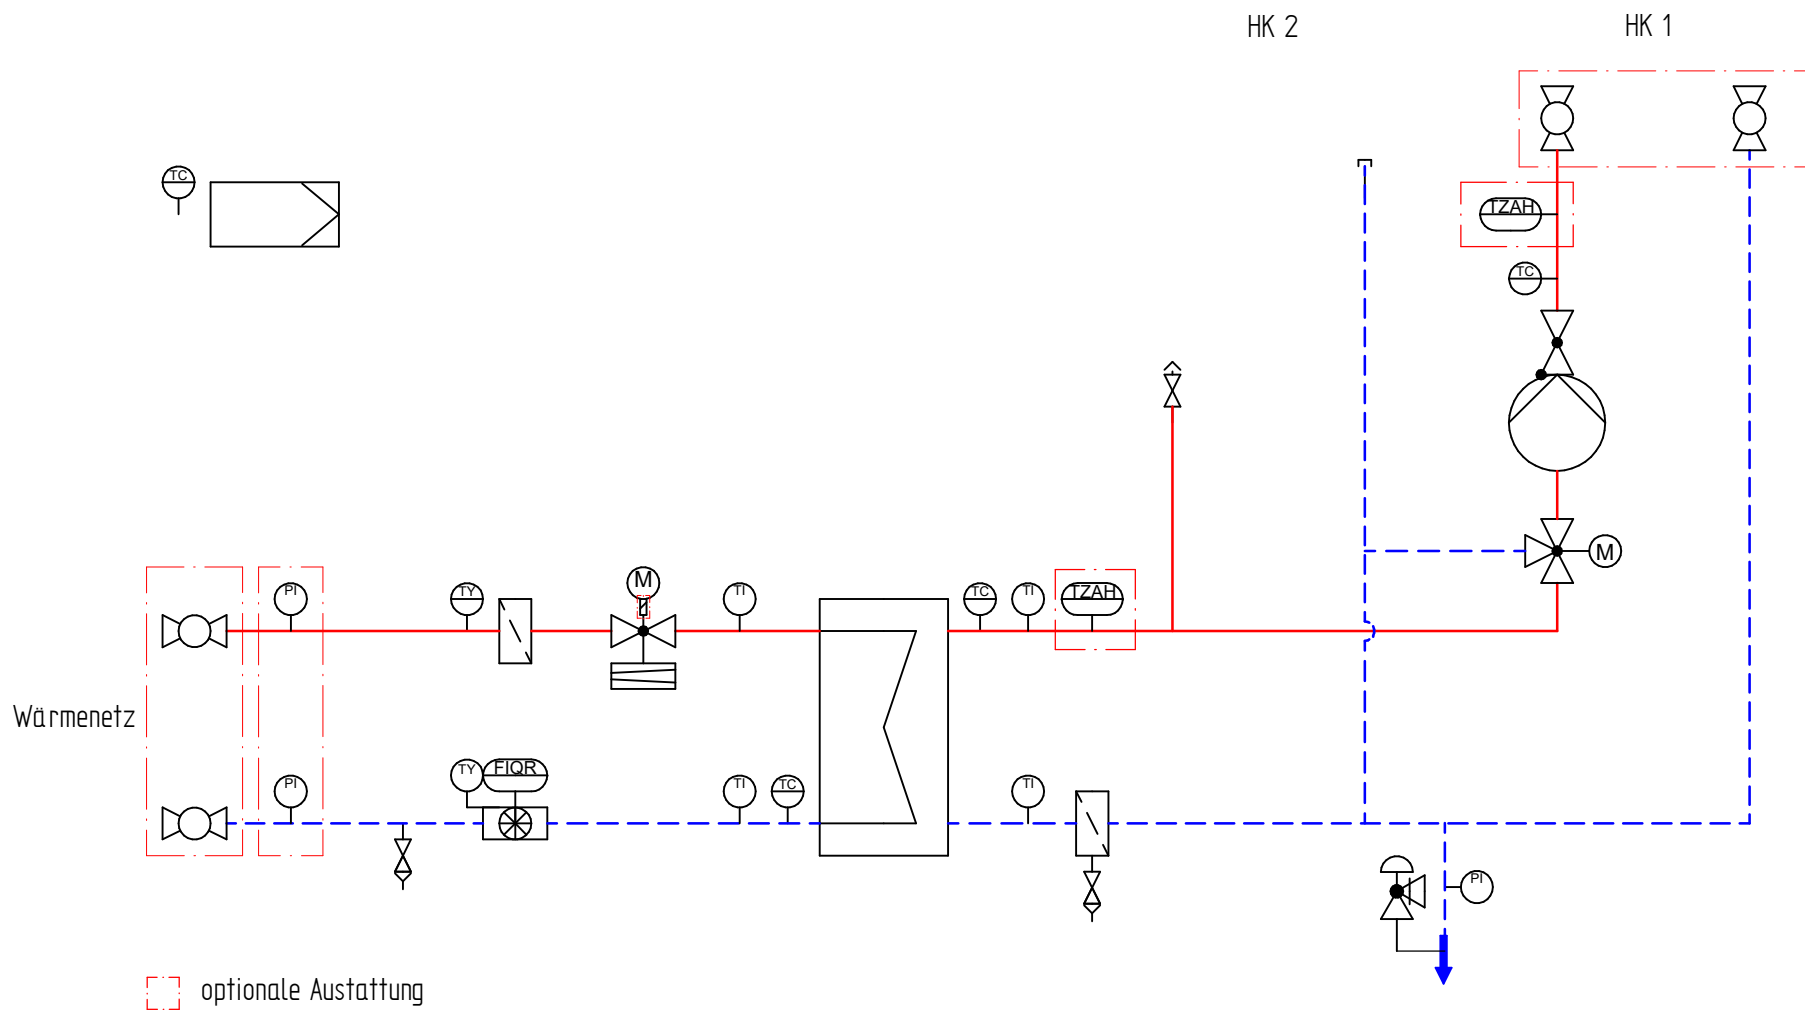 HK 2
HK 1
TC
TZAH
TC
M
PI
TY
M
TI
TC
TI
TZAH
Wärmenetz
PI
TY
FIQR
TI
TC
TI
PI
optionale Austattung